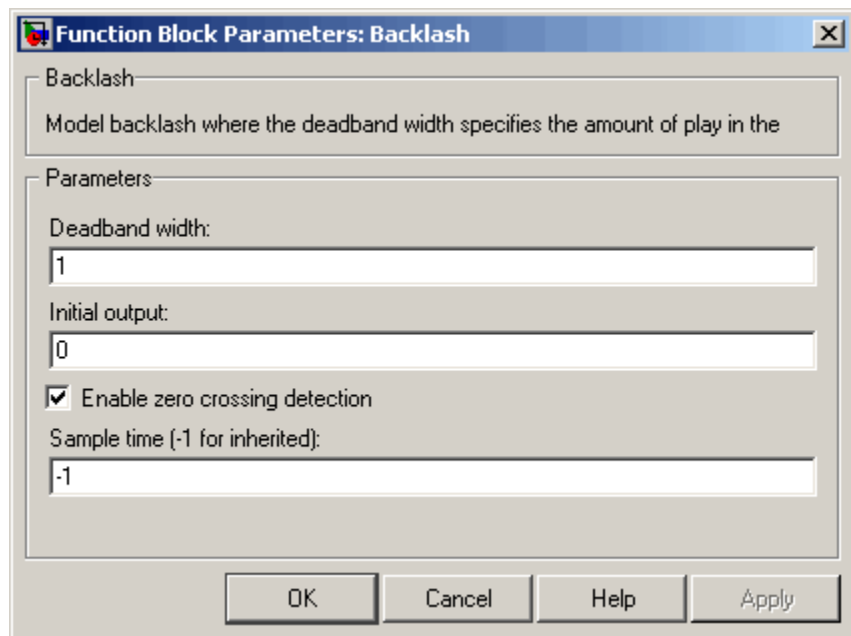 Function Block Parameters: Backlash
Backlash
Model backlash where the deadband width specifies the amount of play in the
Parameters
Deadband width:
1
Initial output:
0
Enable zero crossing detection
Sample time (-1 for inherited):
-1
OK Cancel Help Apply